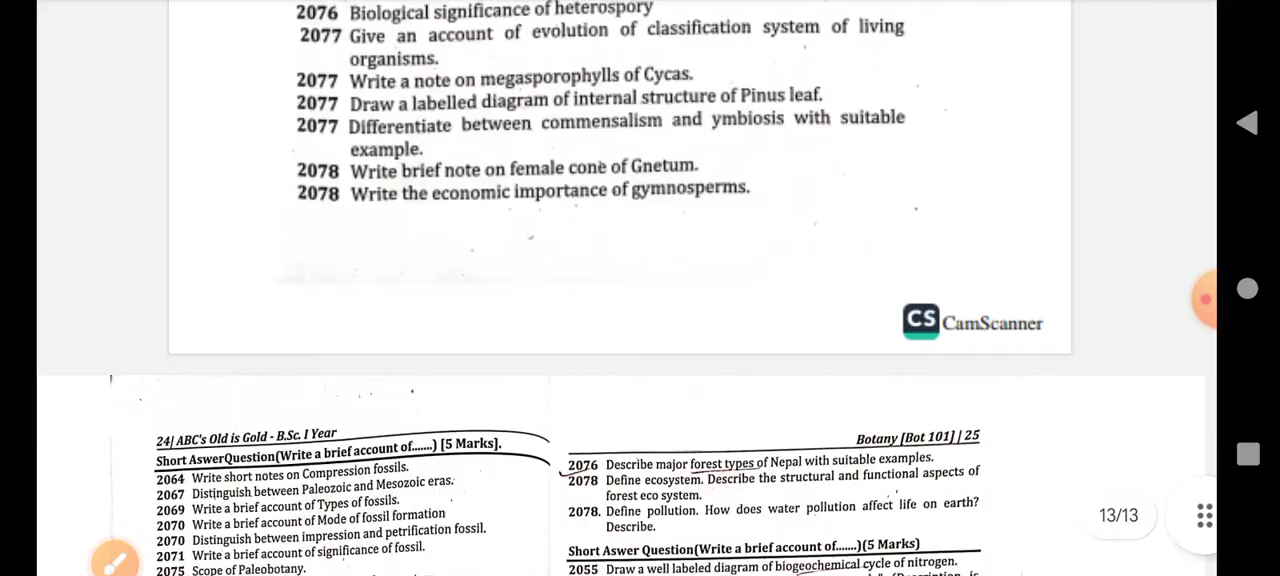 2076 Biological significance of heterospory
2077 Give an account of evolution of classification system of living
organisms.
2077 Write a note on megasporophylls of Cycas.
2077 Draw a labelled diagram of internal structure of Pinus leaf.
2077 Differentiate between commensalism and ymbiosis with suitable
example.
2078 Write brief note on female cone of Gnetum.
2078 Write the economic importance of gymnosperms.
CS CamScanner
24| ABC's Old is Gold - B.Sc. I Year
Short AswerQuestion(Write a brief account of.......) [5 Marks].
2064 Write short notes on Compression fossils.
2067 Distinguish between Paleozoic and Mesozoic eras.
2069 Write a brief account of Types of fossils.
2070 Write a brief account of Mode of fossil formation
2070 Distinguish between impression and petrification fossil.
2071 Write a brief account of significance of fossil.
2075 Scope of Paleobotany.
Botany [Bot 101] | 25
2076 Describe major forest types of Nepal with suitable examples.
2078 Define ecosystem. Describe the structural and functional aspects of
forest eco system.
2078. Define pollution. How does water pollution affect life on earth?
Describe.
Short Aswer Question(Write a brief account of.......)(5 Marks)
2055 Draw a well labeled diagram of biogeochemical cycle of nitrogen.
13/13